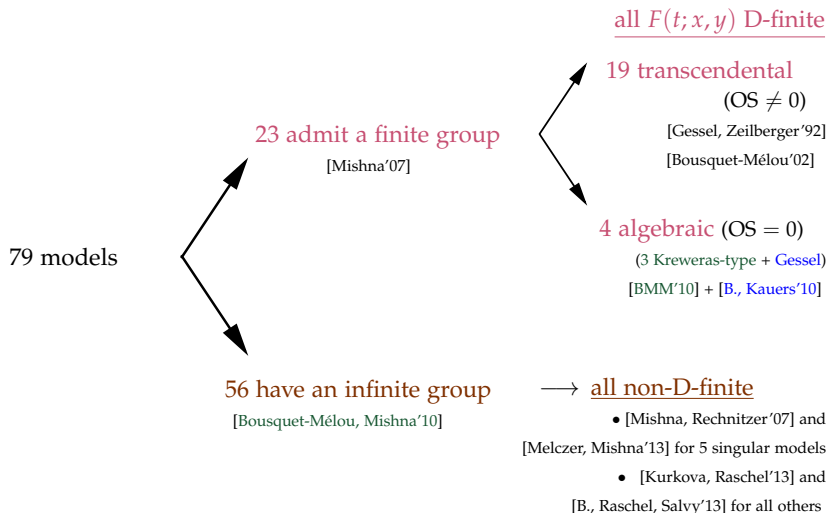 all F(t; x, y) D-finite
19 transcendental
(OS ≠ 0)
[Gessel, Zeilberger'92]
[Bousquet-Mélou'02]
23 admit a finite group
[Mishna'07]
79 models
4 algebraic (OS = 0)
(3 Kreweras-type + Gessel)
[BMM'10] + [B., Kauers'10]
56 have an infinite group ⟶ all non-D-finite
[Bousquet-Mélou, Mishna'10]
• [Mishna, Rechnitzer'07] and
[Melczer, Mishna'13] for 5 singular models
• [Kurkova, Raschel'13] and
[B., Raschel, Salvy'13] for all others